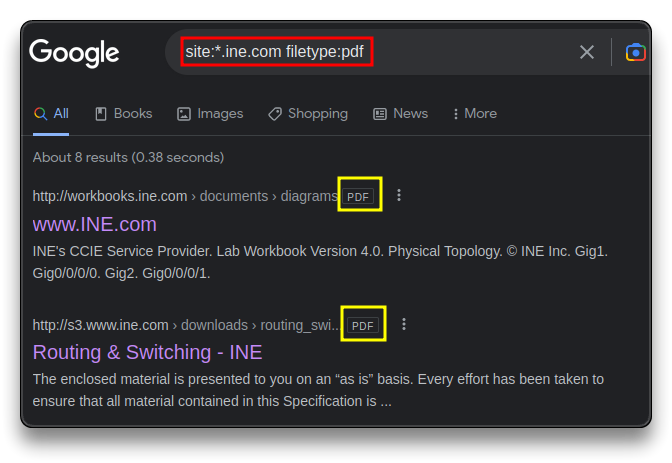 Google
site:*.ine.com filetype:pdf
All Books Images Shopping News More
About 8 results (0.38 seconds)
http://workbooks.ine.com › documents › diagrams PDF
www.INE.com
INE's CCIE Service Provider. Lab Workbook Version 4.0. Physical Topology. © INE Inc. Gig1.
Gig0/0/0/0. Gig2. Gig0/0/0/1.
http://s3.www.ine.com › downloads › routing_swi... PDF
Routing & Switching - INE
The enclosed material is presented to you on an “as is” basis. Every effort has been taken to
ensure that all material contained in this Specification is ...